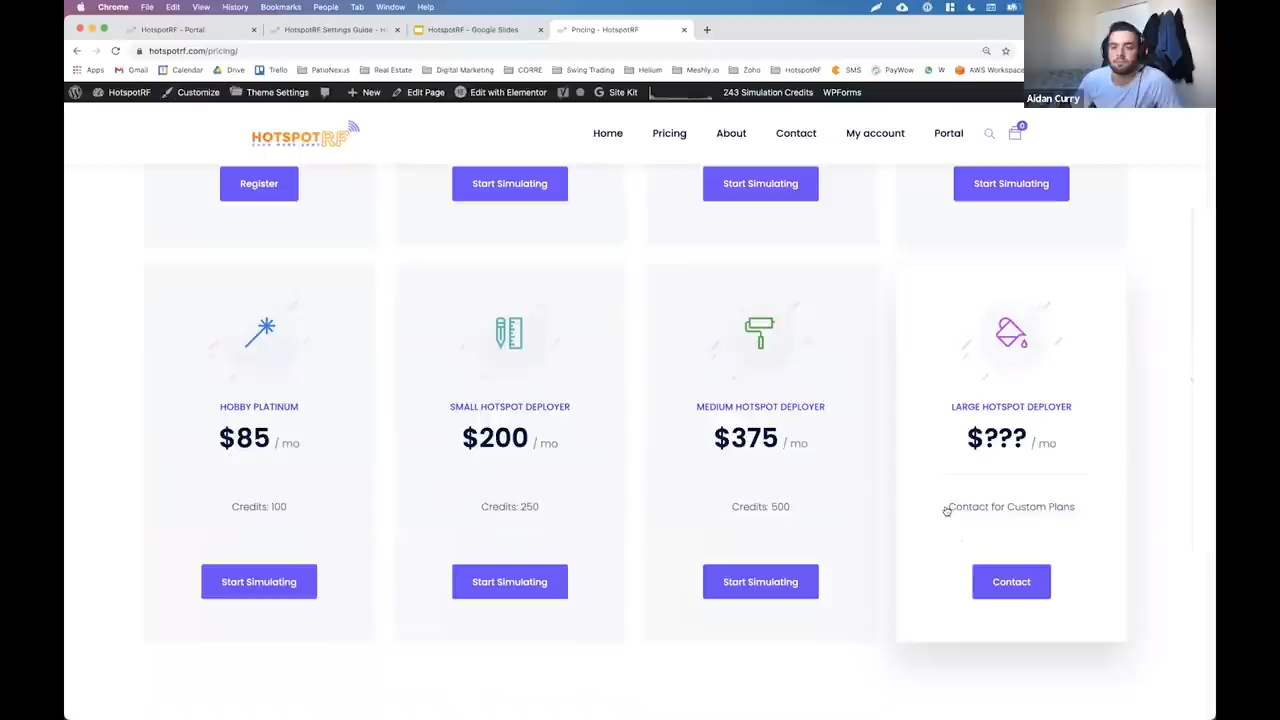 Chrome File Edit View History Bookmarks People Tab Window Help
HotspotRF - Portal
HotspotRF Settings Guide - H
HotspotRF - Google Slides
Pricing - HotspotRF
hotspotrf.com/pricing/
Apps Gmail Calendar Drive Trello PatioNexus Real Estate Digital Marketing CORRE Swing Trading Helium Meshly.io Zoho HotspotRF SMS PayWow W AWS Workspace
Aidan Curry
HotspotRF Customize Theme Settings New Edit Page Edit with Elementor Site Kit 243 Simulation Credits WPForms
HOTSPOTRF
Home Pricing About Contact My account Portal 0
Register Start Simulating Start Simulating Start Simulating
HOBBY PLATINUM SMALL HOTSPOT DEPLOYER MEDIUM HOTSPOT DEPLOYER LARGE HOTSPOT DEPLOYER
$85 / mo $200 / mo $375 / mo $??? / mo
Credits: 100 Credits: 250 Credits: 500 Contact for Custom Plans
Start Simulating Start Simulating Start Simulating Contact